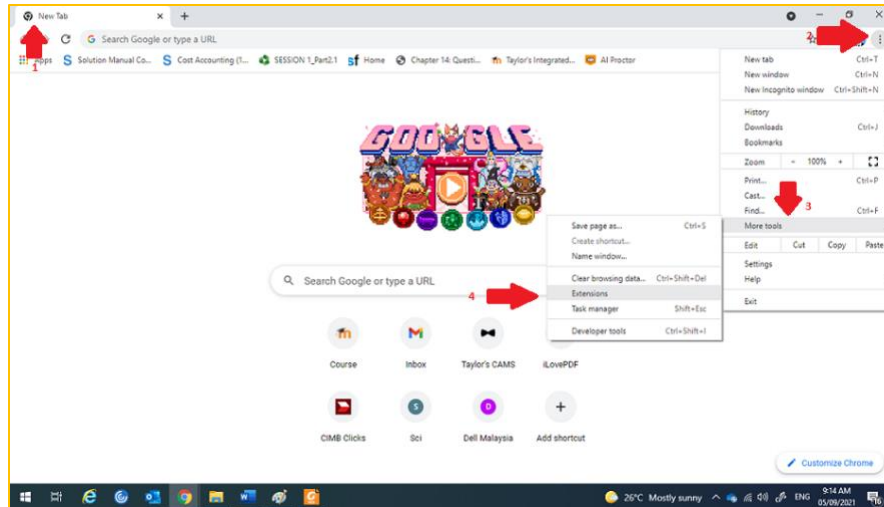 New Tab
1
2
Search Google or type a URL
Apps Solution Manual Co... Cost Accounting (1... SESSION 1_Part2.1 Home Chapter 14: Questi... Taylor's Integrated... AI Proctor
New tab Ctrl+T
New window Ctrl+N
New Incognito window Ctrl+Shift+N
History
Downloads Ctrl+J
Bookmarks
Zoom - 100% +
Print... Ctrl+P
Cast...
Find... Ctrl+F
3
More tools
Edit Cut Copy Paste
Settings
Help
Exit
GOOGLE
Save page as... Ctrl+S
Create shortcut...
Name window...
Clear browsing data... Ctrl+Shift+Del
4
Extensions
Task manager Shift+Esc
Developer tools Ctrl+Shift+I
Search Google or type a URL
Course Inbox Taylor's CAMS iLovePDF
CIMB Clicks Sci Dell Malaysia Add shortcut
Customize Chrome
26°C Mostly sunny ENG 9:14 AM
05/09/2021
16